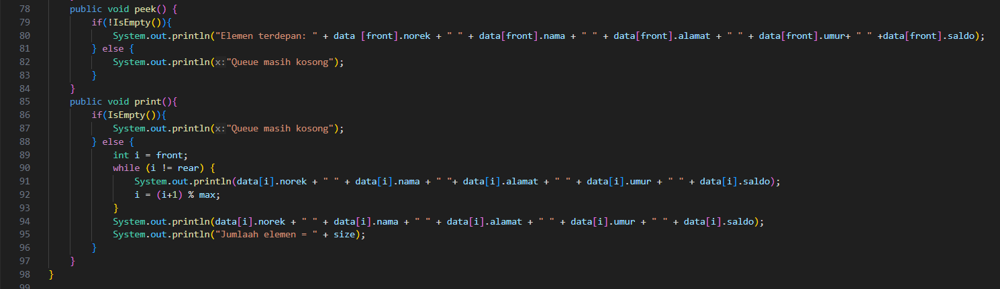 78 public void peek() {
79 if(!IsEmpty()){
80 System.out.println("Elemen terdepan: " + data [front].norek + " " + data[front].nama + " " + data[front].alamat + " " + data[front].umur+ " " +data[front].saldo);
81 } else {
82 System.out.println(x:"Queue masih kosong");
83 }
84 }
85 public void print(){
86 if(IsEmpty()){
87 System.out.println(x:"Queue masih kosong");
88 } else {
89 int i = front;
90 while (i != rear) {
91 System.out.println(data[i].norek + " " + data[i].nama + " "+ data[i].alamat + " " + data[i].umur + " " + data[i].saldo);
92 i = (i+1) % max;
93 }
94 System.out.println(data[i].norek + " " + data[i].nama + " " + data[i].alamat + " " + data[i].umur + " " + data[i].saldo);
95 System.out.println("Jumlaah elemen = " + size);
96 }
97 }
98 }
99